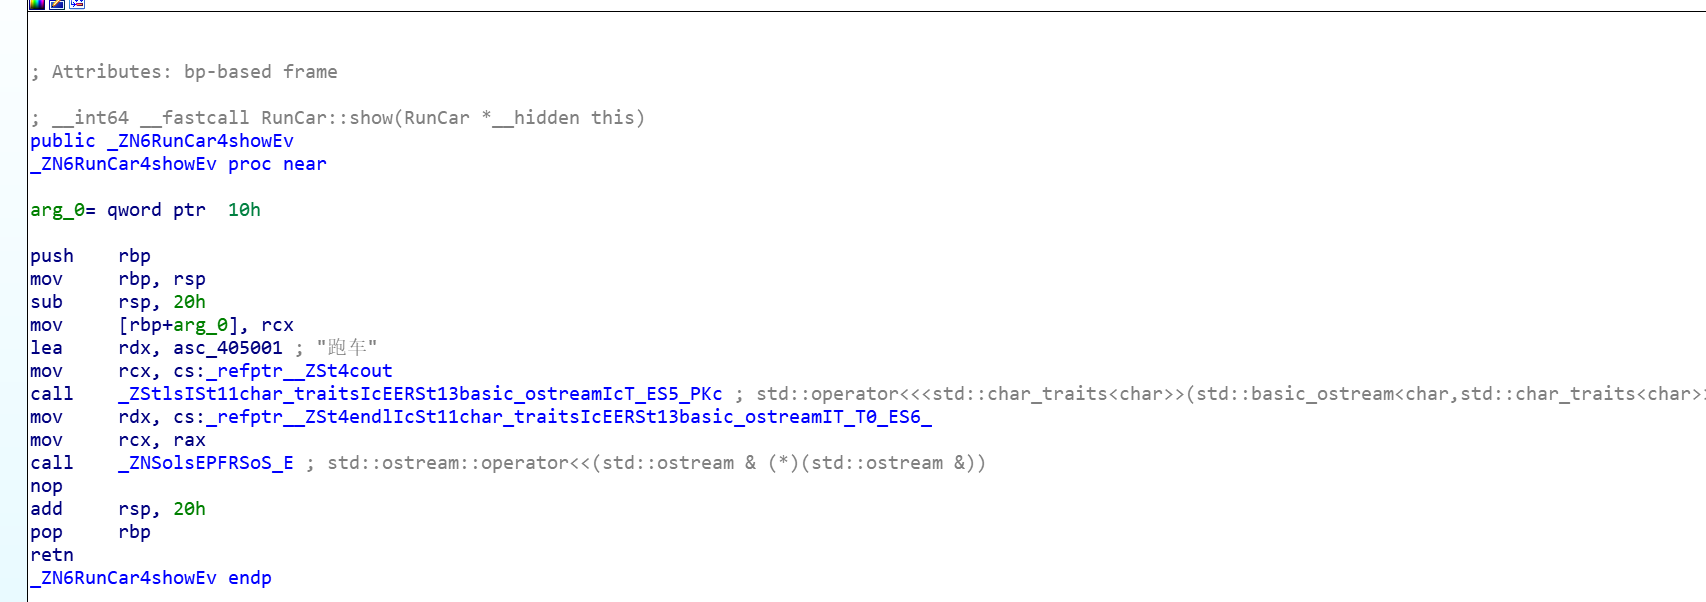 ; Attributes: bp-based frame
; __int64 __fastcall RunCar::show(RunCar *__hidden this)
public _ZN6RunCar4showEv
_ZN6RunCar4showEv proc near
arg_0= qword ptr  10h
push    rbp
mov     rbp, rsp
sub     rsp, 20h
mov     [rbp+arg_0], rcx
lea     rdx, asc_405001 ; "跑车"
mov     rcx, cs:_refptr__ZSt4cout
call    _ZStlsISt11char_traitsIcEERSt13basic_ostreamIcT_ES5_PKc ; std::operator<<<std::char_traits<char>>(std::basic_ostream<char,std::char_traits<char>
mov     rdx, cs:_refptr__ZSt4endlIcSt11char_traitsIcEERSt13basic_ostreamIT_T0_ES6_
mov     rcx, rax
call    _ZNSolsEPFRSoS_E ; std::ostream::operator<<(std::ostream & (*)(std::ostream &))
nop
add     rsp, 20h
pop     rbp
retn
_ZN6RunCar4showEv endp